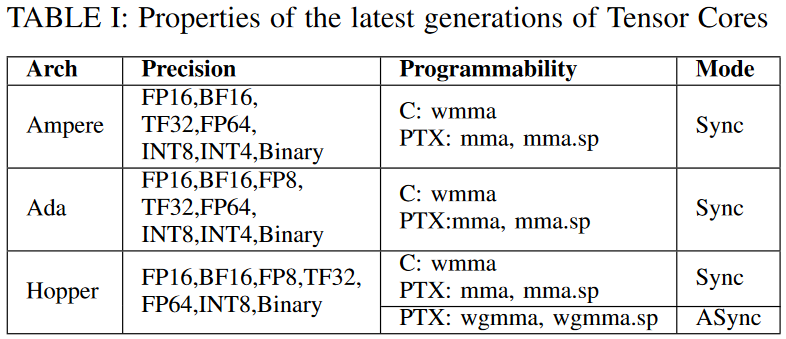 TABLE I: Properties of the latest generations of Tensor Cores
Arch Precision Programmability Mode
Ampere
FP16,BF16,
TF32,FP64,
INT8,INT4,Binary
C: wmma
PTX: mma, mma.sp
Sync
Ada
FP16,BF16,FP8,
TF32,FP64,
INT8,INT4,Binary
C: wmma
PTX:mma, mma.sp
Sync
Hopper
FP16,BF16,FP8,TF32,
FP64,INT8,Binary
C: wmma
PTX: mma, mma.sp
Sync
PTX: wgmma, wgmma.sp
ASync